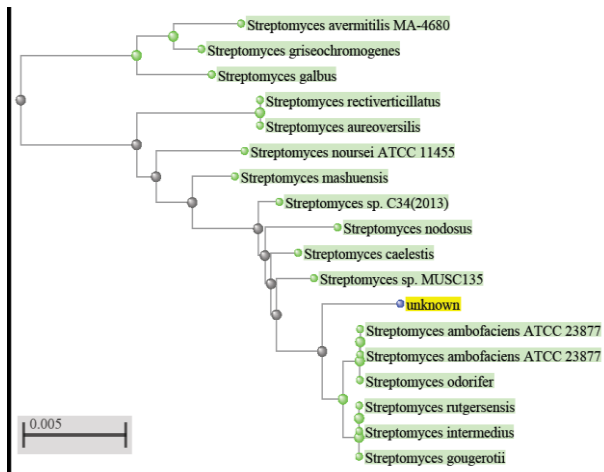 Streptomyces avermitilis MA-4680
Streptomyces griseochromogenes
Streptomyces galbus
Streptomyces rectiverticillatus
Streptomyces aureoversilis
Streptomyces noursei ATCC 11455
Streptomyces mashuensis
Streptomyces sp. C34(2013)
Streptomyces nodosus
Streptomyces caelestis
Streptomyces sp. MUSC135
unknown
Streptomyces ambofaciens ATCC 23877
Streptomyces ambofaciens ATCC 23877
Streptomyces odorifer
Streptomyces rutgersensis
Streptomyces intermedius
Streptomyces gougerotii
0.005